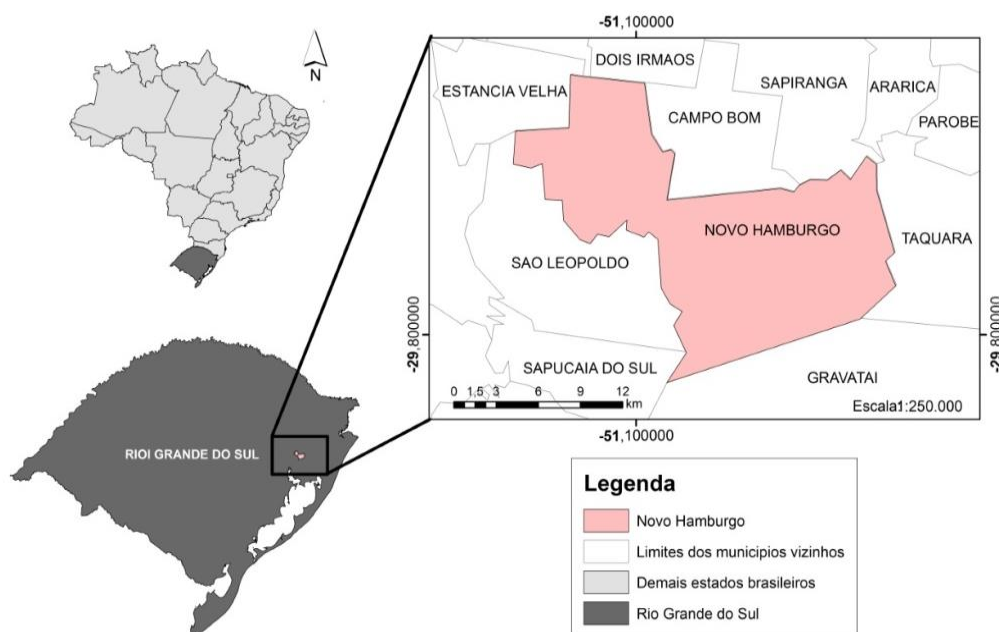 N
-51,100000
DOIS IRMAOS
SAPIRANGA
ARARICA
ESTANCIA VELHA
CAMPO BOM
PAROBE
NOVO HAMBURGO
TAQUARA
SAO LEOPOLDO
-29,800000
-29,800000
SAPUCAIA DO SUL
GRAVATAI
0 1,5 3 6 9 12
km
Escala1:250.000
-51,100000
RIOI GRANDE DO SUL
Legenda
Novo Hamburgo
Limites dos municipios vizinhos
Demais estados brasileiros
Rio Grande do Sul